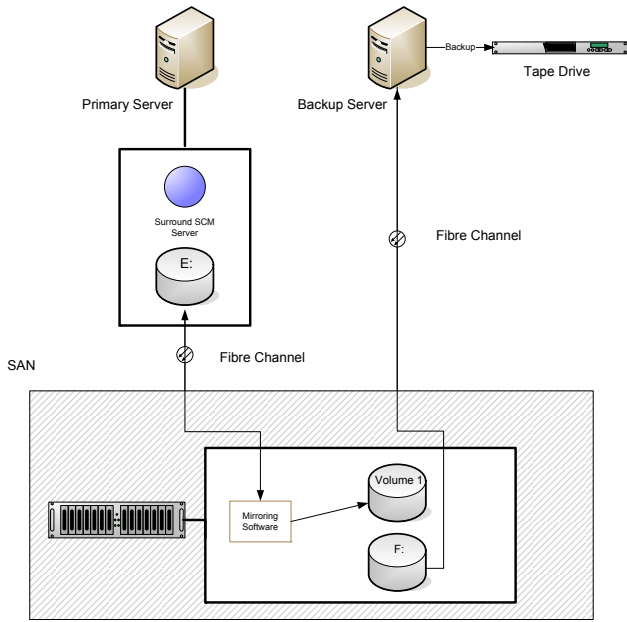 Backup
Tape Drive
Primary Server
Backup Server
Surround SCM
Server
E:
Fibre Channel
Fibre Channel
SAN
Volume 1
Mirroring
Software
F: